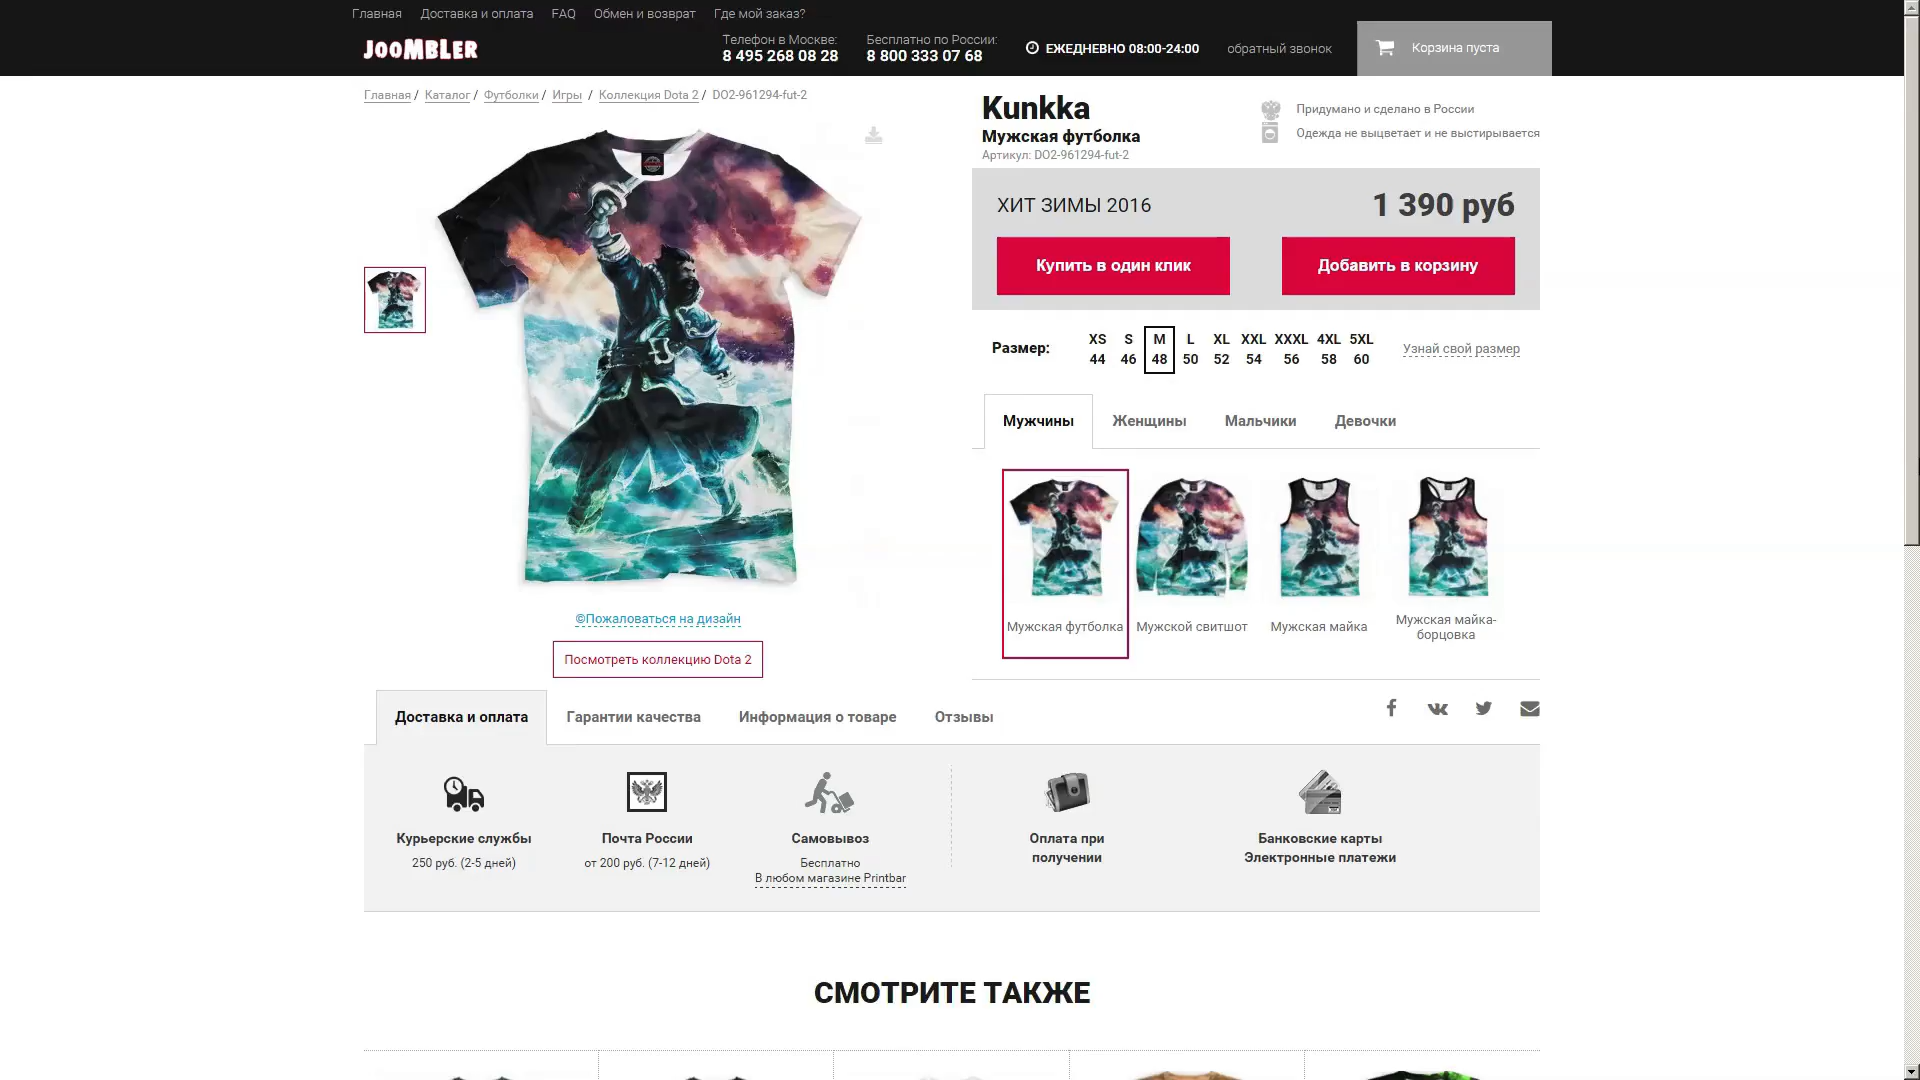 Главная Доставка и оплата FAQ Обмен и возврат Где мой заказ?
JOOMBLER
Телефон в Москве:
8 495 268 08 28
Бесплатно по России:
8 800 333 07 68
ЕЖЕДНЕВНО 08:00-24:00
обратный звонок
Корзина пуста
Главная / Каталог / Футболки / Игры / Коллекция Dota 2 / DO2-961294-fut-2
Kunkka
Мужская футболка
Артикул: DO2-961294-fut-2
Придумано и сделано в России
Одежда не выцветает и не выстирывается
ХИТ ЗИМЫ 2016
1 390 руб
Купить в один клик
Добавить в корзину
Размер:
XS S M L XL XXL XXXL 4XL 5XL
44 46 48 50 52 54 56 58 60
Узнай свой размер
Мужчины Женщины Мальчики Девочки
Мужская футболка
Мужской свитшот
Мужская майка
Мужская майка-
борцовка
©Пожаловаться на дизайн
Посмотреть коллекцию Dota 2
Доставка и оплата Гарантии качества Информация о товаре Отзывы
Курьерские службы
250 руб. (2-5 дней)
Почта России
от 200 руб. (7-12 дней)
Самовывоз
Бесплатно
В любом магазине Printbar
Оплата при
получении
Банковские карты
Электронные платежи
СМОТРИТЕ ТАКЖЕ